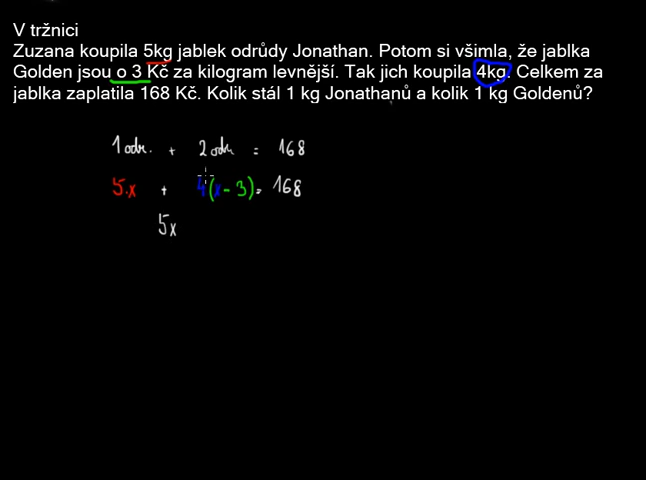 V tržnici
Zuzana koupila 5kg jablek odrůdy Jonathan. Potom si všimla, že jablka
Golden jsou o 3 Kč za kilogram levnější. Tak jich koupila 4kg. Celkem za
jablka zaplatila 168 Kč. Kolik stál 1 kg Jonathanů a kolik 1 kg Goldenů?
1 odr. + 2 odr = 168
5.x + 4(x - 3) = 168
5x